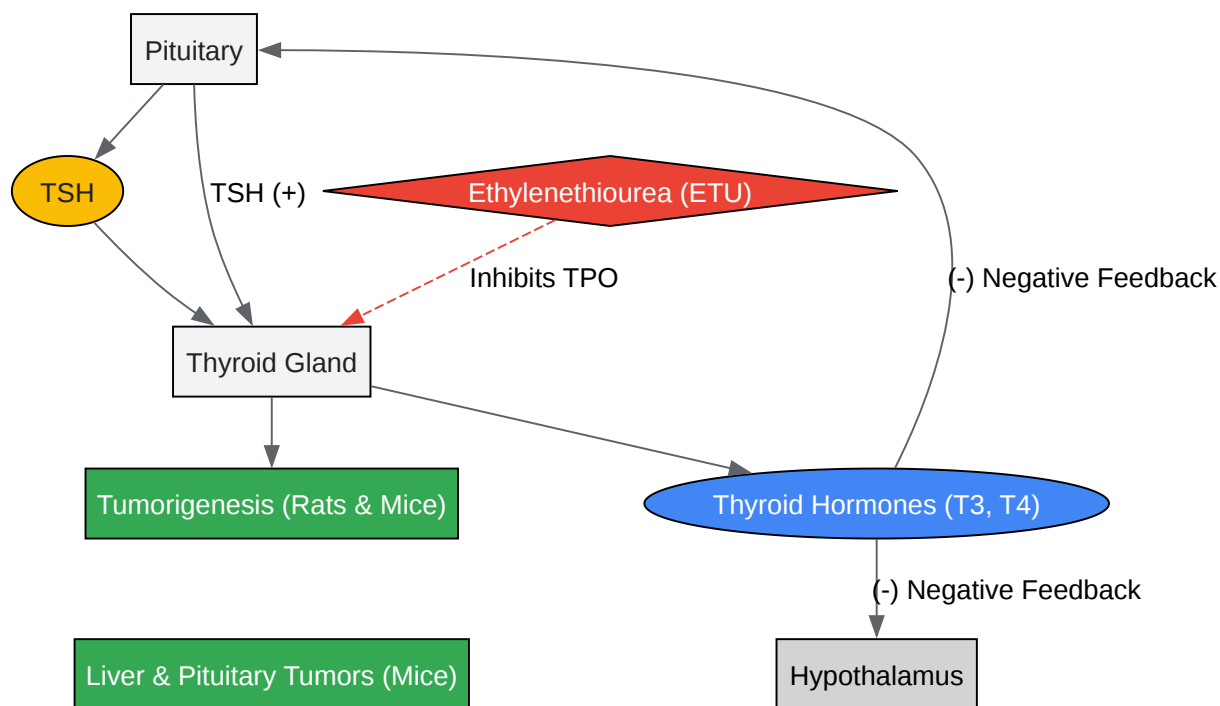 Pituitary
TSH
TSH (+)
Ethylenethiourea (ETU)
Inhibits TPO
(-) Negative Feedback
Thyroid Gland
Tumorigenesis (Rats & Mice)
Thyroid Hormones (T3, T4)
(-) Negative Feedback
Liver & Pituitary Tumors (Mice)
Hypothalamus